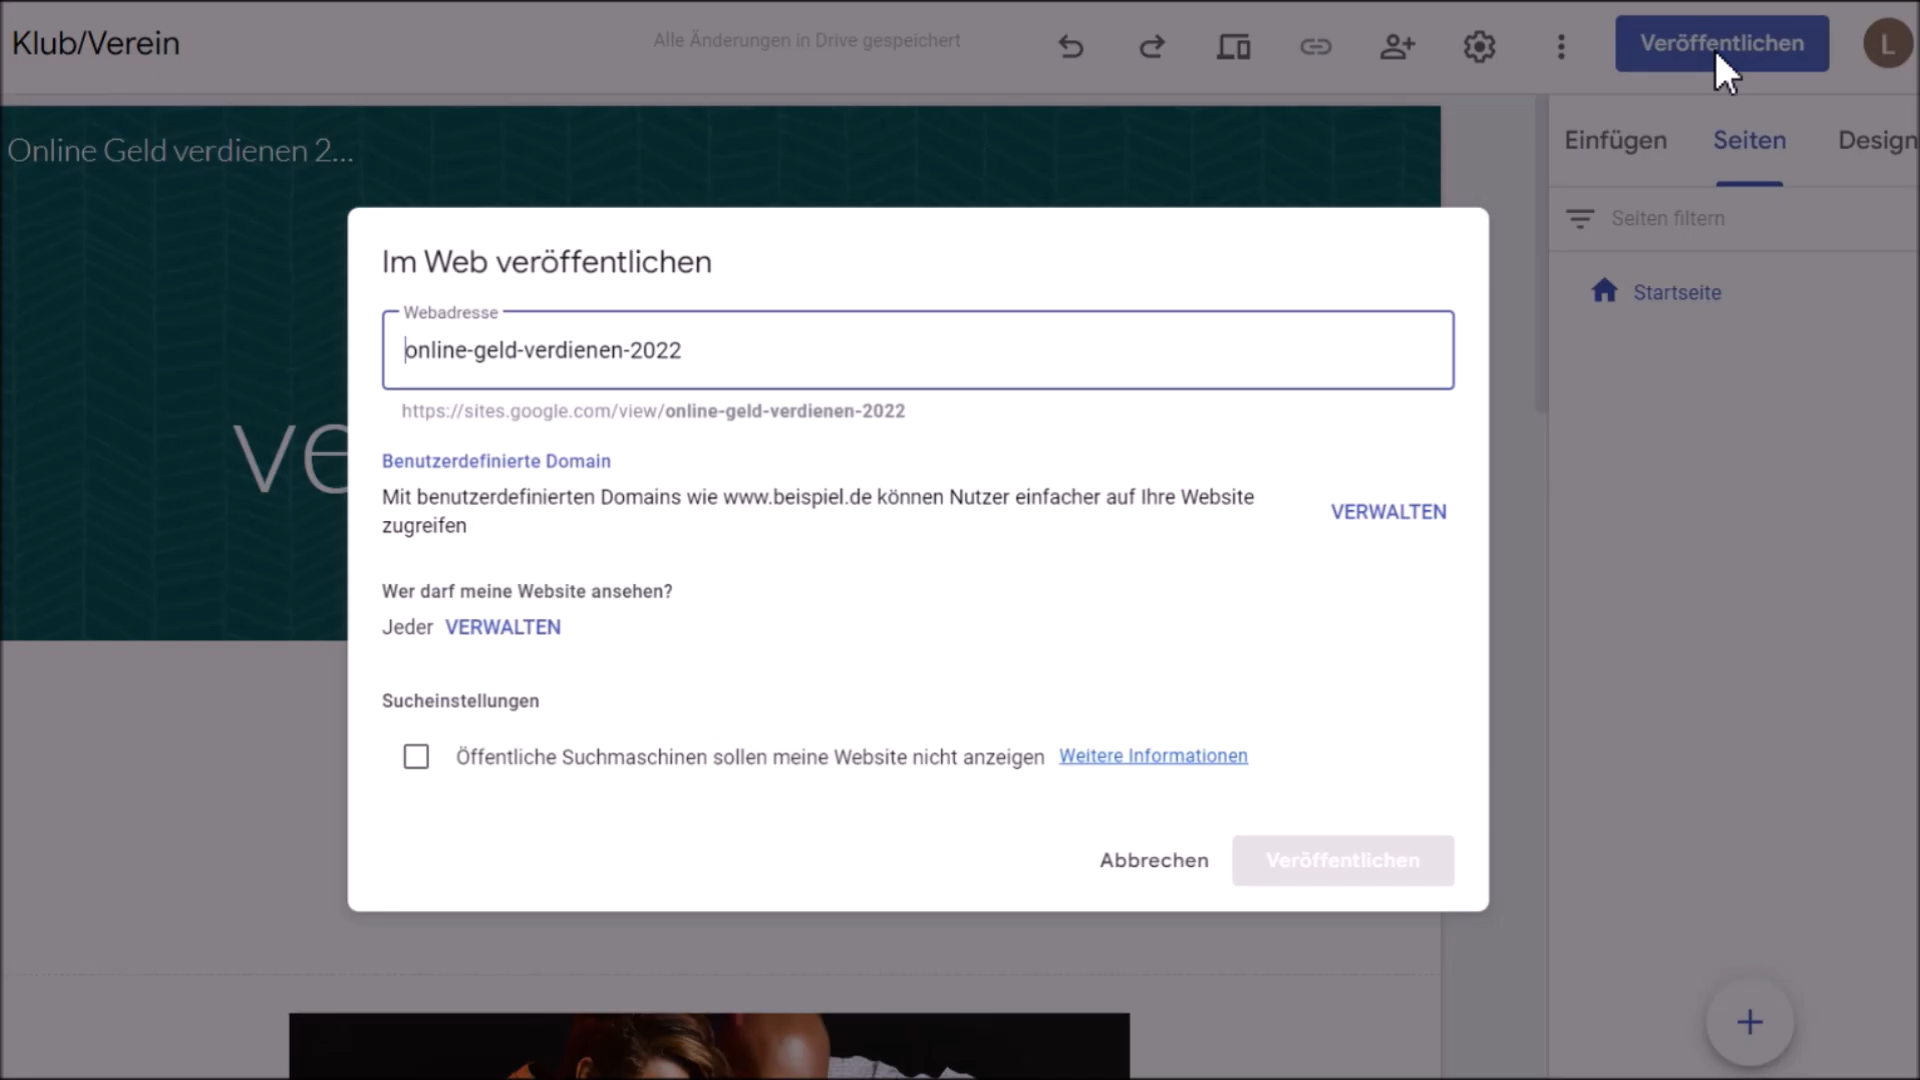 Klub/Verein
Alle Änderungen in Drive gespeichert
Veröffentlichen
L
Online Geld verdienen 2...
Einfügen
Seiten
Design
Seiten filtern
Startseite
ve
Im Web veröffentlichen
Webadresse
online-geld-verdienen-2022
https://sites.google.com/view/online-geld-verdienen-2022
Benutzerdefinierte Domain
Mit benutzerdefinierten Domains wie www.beispiel.de können Nutzer einfacher auf Ihre Website
zugreifen
VERWALTEN
Wer darf meine Website ansehen?
Jeder VERWALTEN
Sucheinstellungen
Öffentliche Suchmaschinen sollen meine Website nicht anzeigen Weitere Informationen
Abbrechen
Veröffentlichen